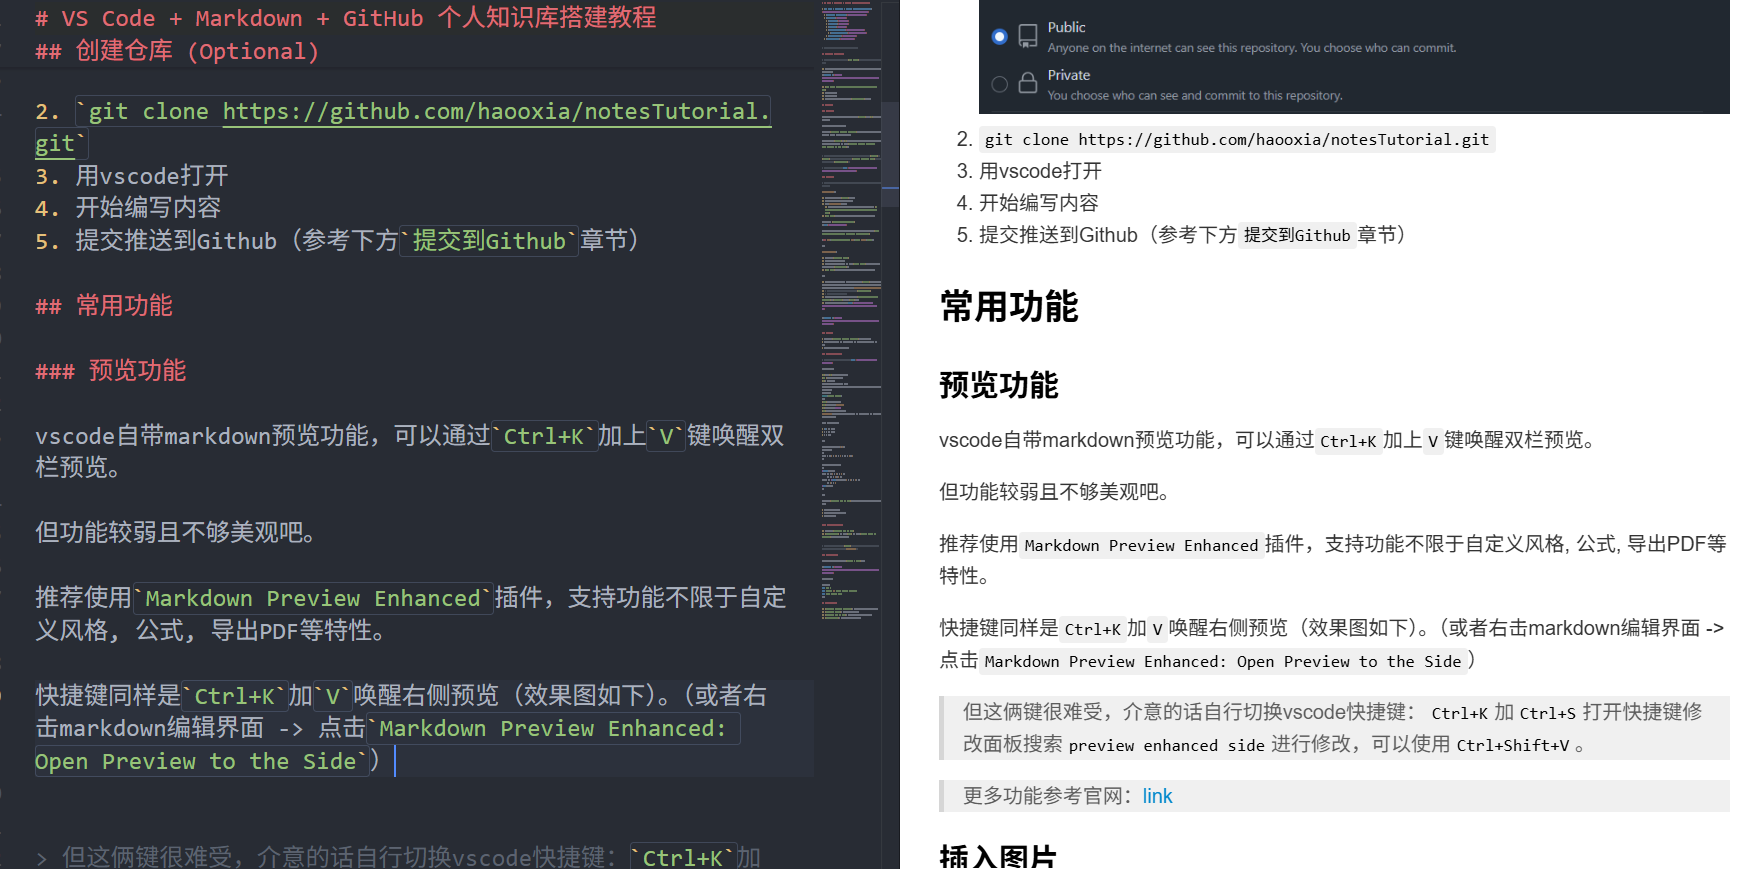 # VS Code + Markdown + GitHub 个人知识库搭建教程
## 创建仓库 (Optional)
2. `git clone https://github.com/haooxia/notesTutorial.
git`
3. 用vscode打开
4. 开始编写内容
5. 提交推送到Github（参考下方`提交到Github`章节）
## 常用功能
### 预览功能
vscode自带markdown预览功能，可以通过`Ctrl+K`加上`V`键唤醒双
栏预览。
但功能较弱且不够美观吧。
推荐使用`Markdown Preview Enhanced`插件，支持功能不限于自定
义风格, 公式, 导出PDF等特性。
快捷键同样是`Ctrl+K`加`V`唤醒右侧预览（效果图如下）。（或者右
击markdown编辑界面 -> 点击`Markdown Preview Enhanced:
Open Preview to the Side`）
> 但这俩键很难受，介意的话自行切换vscode快捷键：`Ctrl+K`加
Public
Anyone on the internet can see this repository. You choose who can commit.
Private
You choose who can see and commit to this repository.
2. git clone https://github.com/haooxia/notesTutorial.git
3. 用vscode打开
4. 开始编写内容
5. 提交推送到Github（参考下方 提交到Github 章节）
常用功能
预览功能
vscode自带markdown预览功能，可以通过 Ctrl+K 加上 V 键唤醒双栏预览。
但功能较弱且不够美观吧。
推荐使用 Markdown Preview Enhanced 插件，支持功能不限于自定义风格, 公式, 导出PDF等
特性。
快捷键同样是 Ctrl+K 加 V 唤醒右侧预览（效果图如下）。（或者右击markdown编辑界面 ->
点击 Markdown Preview Enhanced: Open Preview to the Side ）
但这俩键很难受，介意的话自行切换vscode快捷键： Ctrl+K 加 Ctrl+S 打开快捷键修
改面板搜索 preview enhanced side 进行修改，可以使用 Ctrl+Shift+V 。
更多功能参考官网：link
插入图片